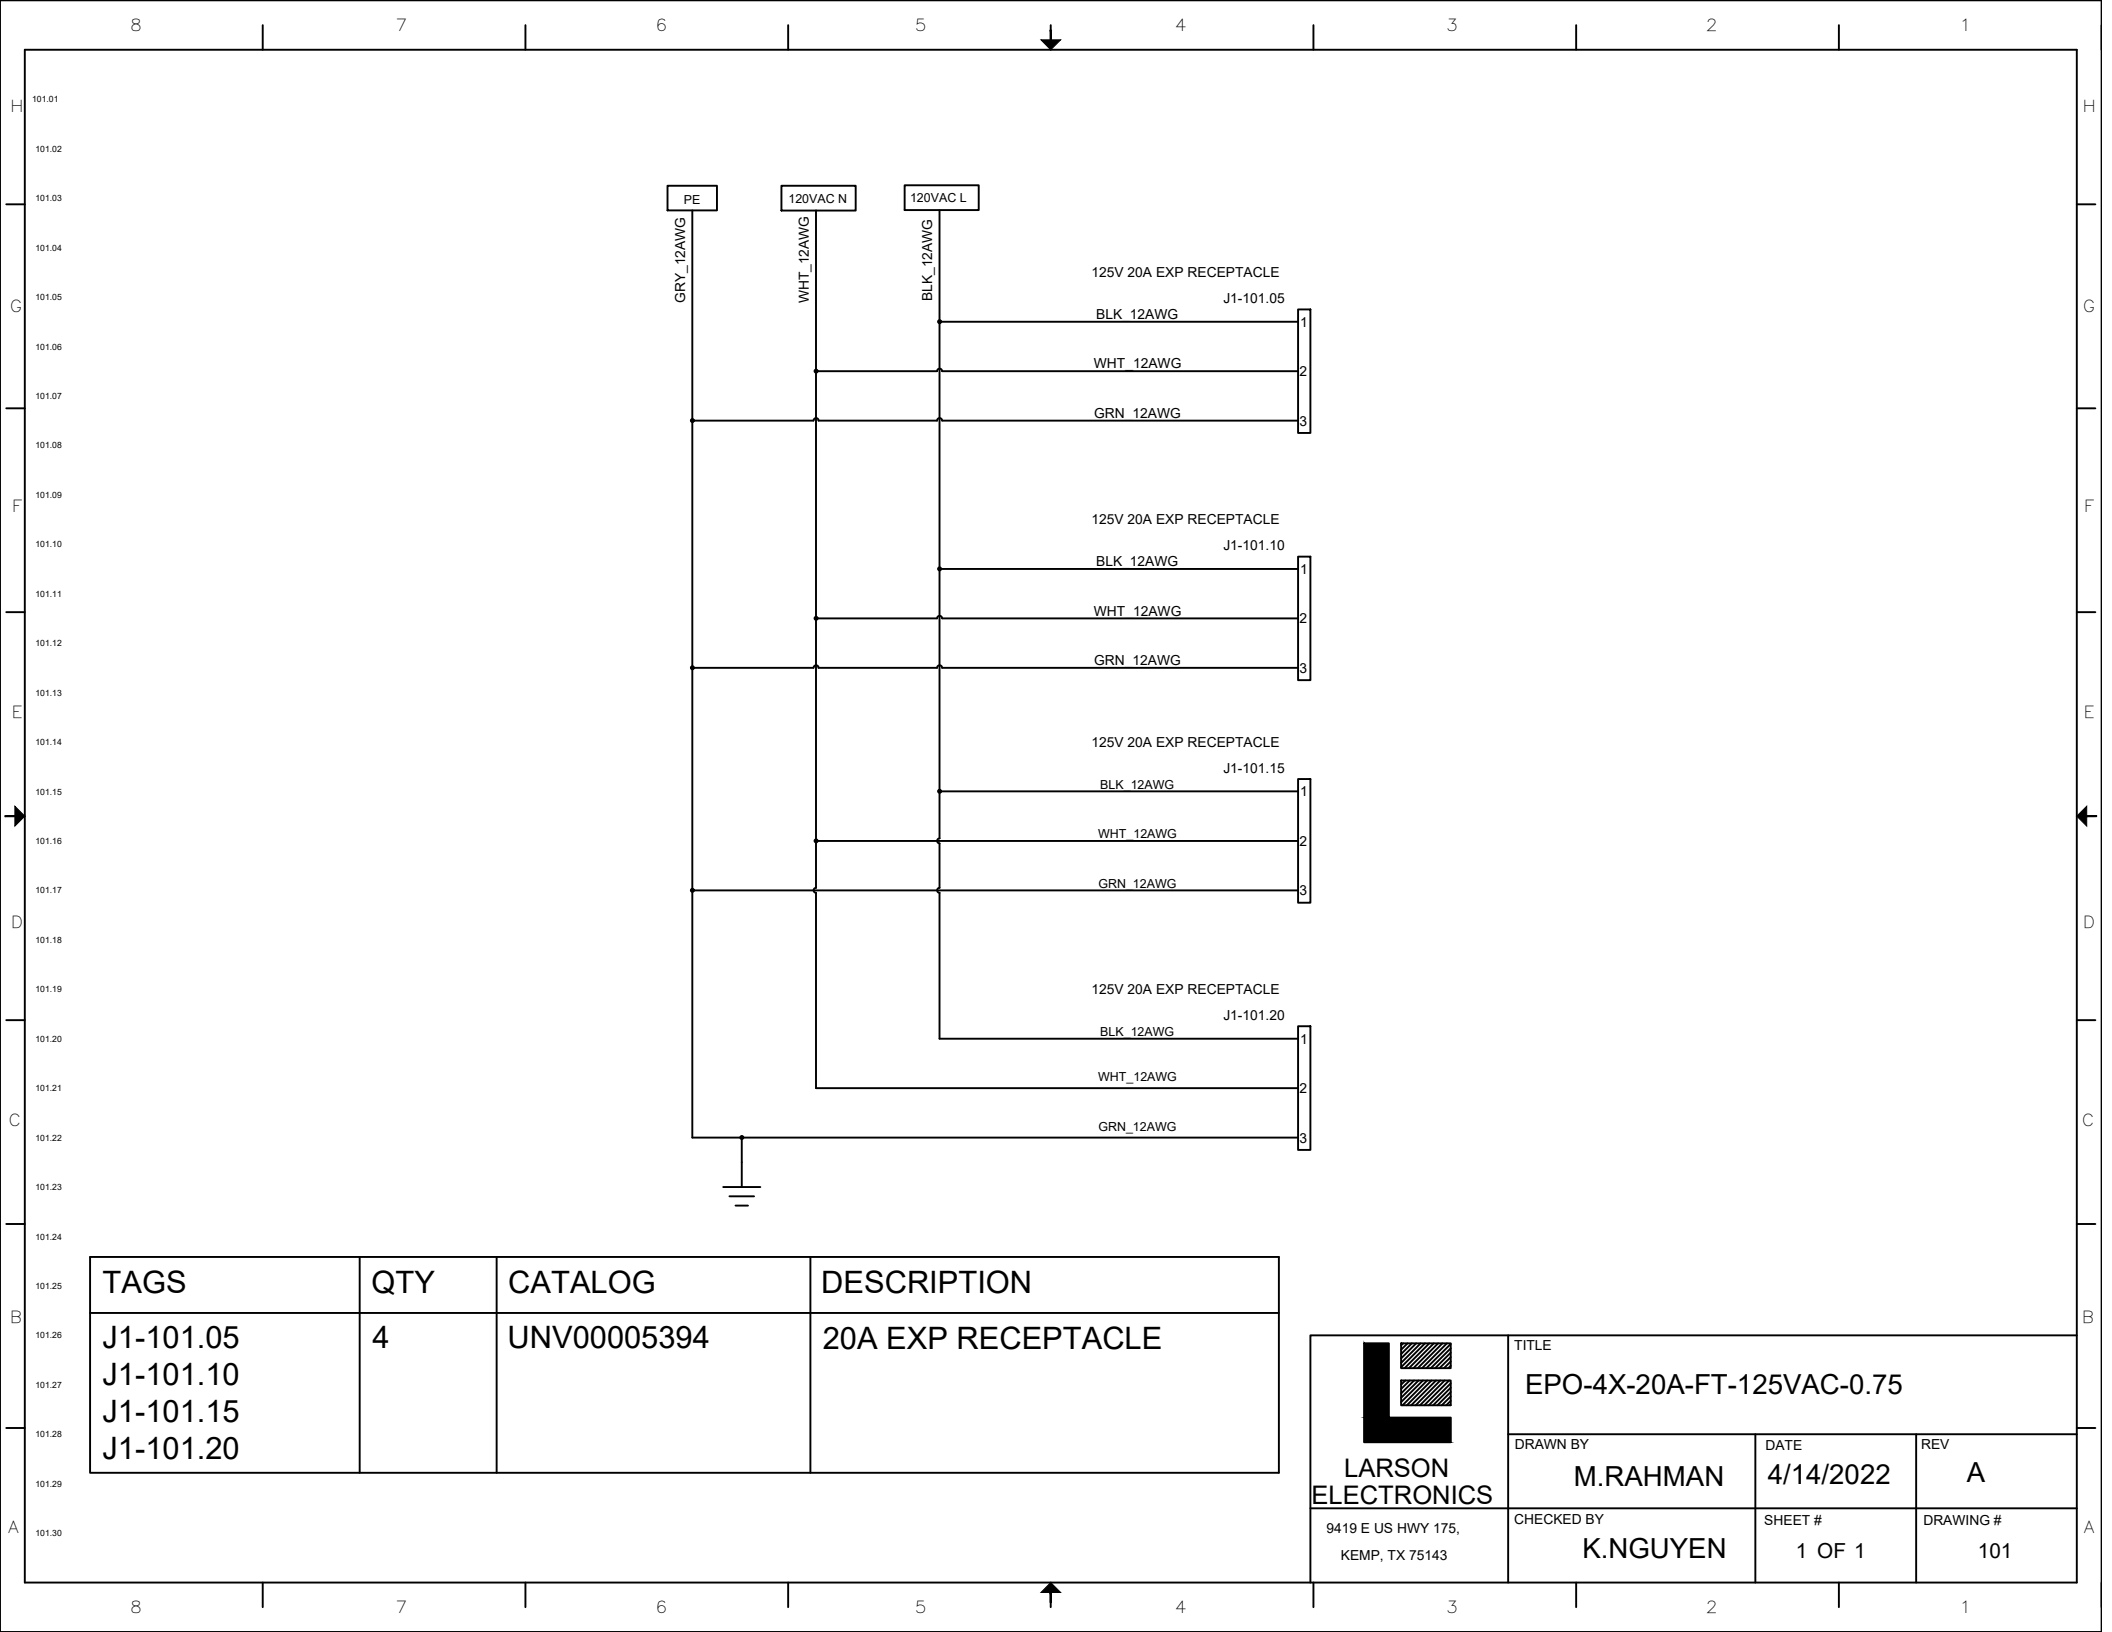 8 7 6 5 4 3 2 1
H 101.01 H
101.02
101.03
PE 120VAC N 120VAC L
GRY_12AWG
WHT_12AWG
BLK_12AWG
101.04
125V 20A EXP RECEPTACLE
G 101.05 J1-101.05 G
BLK_12AWG 1
101.06
WHT_12AWG 2
101.07
GRN_12AWG 3
101.08
101.09
F F
125V 20A EXP RECEPTACLE
101.10 J1-101.10
BLK_12AWG 1
101.11
WHT_12AWG 2
101.12
GRN_12AWG 3
101.13
E E
101.14 125V 20A EXP RECEPTACLE
J1-101.15
101.15 BLK_12AWG 1
101.16 WHT_12AWG 2
101.17 GRN_12AWG 3
D D
101.18
101.19 125V 20A EXP RECEPTACLE
J1-101.20
101.20 BLK_12AWG 1
101.21 WHT_12AWG 2
C C
101.22 GRN_12AWG 3
101.23
101.24
101.25
B B
101.26
101.27
101.28
101.29
A 101.30 A
TAGS QTY CATALOG DESCRIPTION
J1-101.05 4 UNV00005394 20A EXP RECEPTACLE
J1-101.10
J1-101.15
J1-101.20
LARSON
ELECTRONICS
9419 E US HWY 175,
KEMP, TX 75143
TITLE
EPO-4X-20A-FT-125VAC-0.75
DRAWN BY DATE REV
M.RAHMAN 4/14/2022 A
CHECKED BY SHEET # DRAWING #
K.NGUYEN 1 OF 1 101
8 7 6 5 4 3 2 1